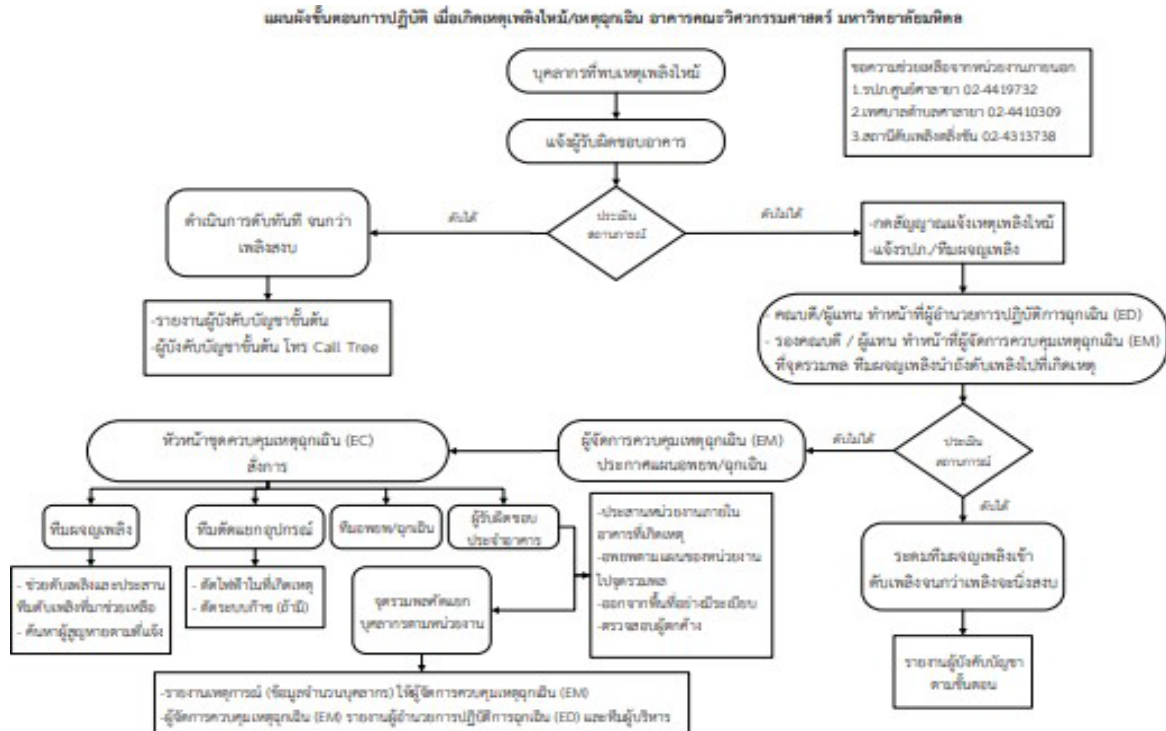 แผนผังขั้นตอนการปฏิบัติ เมื่อเกิดเหตุเพลิงไหม้/เหตุฉุกเฉิน อาคารคณะวิศวกรรมศาสตร์ มหาวิทยาลัยมหิดล
บุคลากรที่พบเหตุเพลิงไหม้
ขอความช่วยเหลือจากหน่วยงานภายนอก
1.รปภ.ศูนย์ศาลายา 02-4419732
2.เทศบาลตำบลศาลายา 02-4410309
3.สถานีดับเพลิงตลิ่งชัน 02-4313738
แจ้งผู้รับผิดชอบอาคาร
ประเมิน
สถานการณ์
ดับได้
ดับไม่ได้
ดำเนินการดับทันที จนกว่า
เพลิงสงบ
-กดสัญญาณแจ้งเหตุเพลิงไหม้
-แจ้งรปภ./ทีมผจญเพลิง
-รายงานผู้บังคับบัญชาชั้นต้น
-ผู้บังคับบัญชาชั้นต้น โทร Call Tree
- คณบดี/ผู้แทน ทำหน้าที่ผู้อำนวยการปฏิบัติการฉุกเฉิน (ED)
- รองคณบดี / ผู้แทน ทำหน้าที่ผู้จัดการควบคุมเหตุฉุกเฉิน (EM)
ที่จุดรวมพล ทีมผจญเพลิงนำถังดับเพลิงไปที่เกิดเหตุ
ประเมิน
สถานการณ์
ดับไม่ได้
ดับได้
ผู้จัดการควบคุมเหตุฉุกเฉิน (EM)
ประกาศแผนอพยพ/ฉุกเฉิน
หัวหน้าชุดควบคุมเหตุฉุกเฉิน (EC)
สั่งการ
ทีมผจญเพลิง
ทีมตัดแยกอุปกรณ์
ทีมอพยพ/ฉุกเฉิน
ผู้รับผิดชอบ
ประจำอาคาร
- ช่วยดับเพลิงและประสาน
ทีมดับเพลิงที่มาช่วยเหลือ
- ค้นหาผู้สูญหายตามที่แจ้ง
- ตัดไฟฟ้าในที่เกิดเหตุ
- ตัดระบบก๊าซ (ถ้ามี)
จุดรวมพลคัดแยก
บุคลากรตามหน่วยงาน
-ประสานหน่วยงานภายใน
อาคารที่เกิดเหตุ
-อพยพตามแผนของหน่วยงาน
ไปจุดรวมพล
-ออกจากพื้นที่อย่างมีระเบียบ
-ตรวจสอบผู้ตกค้าง
ระดมทีมผจญเพลิงเข้า
ดับเพลิงจนกว่าเพลิงจะนิ่งสงบ
รายงานผู้บังคับบัญชา
ตามขั้นตอน
-รายงานเหตุการณ์ (ข้อมูลจำนวนบุคลากร) ให้ผู้จัดการควบคุมเหตุฉุกเฉิน (EM)
-ผู้จัดการควบคุมเหตุฉุกเฉิน (EM) รายงานผู้อำนวยการปฏิบัติการฉุกเฉิน (ED) และทีมผู้บริหาร